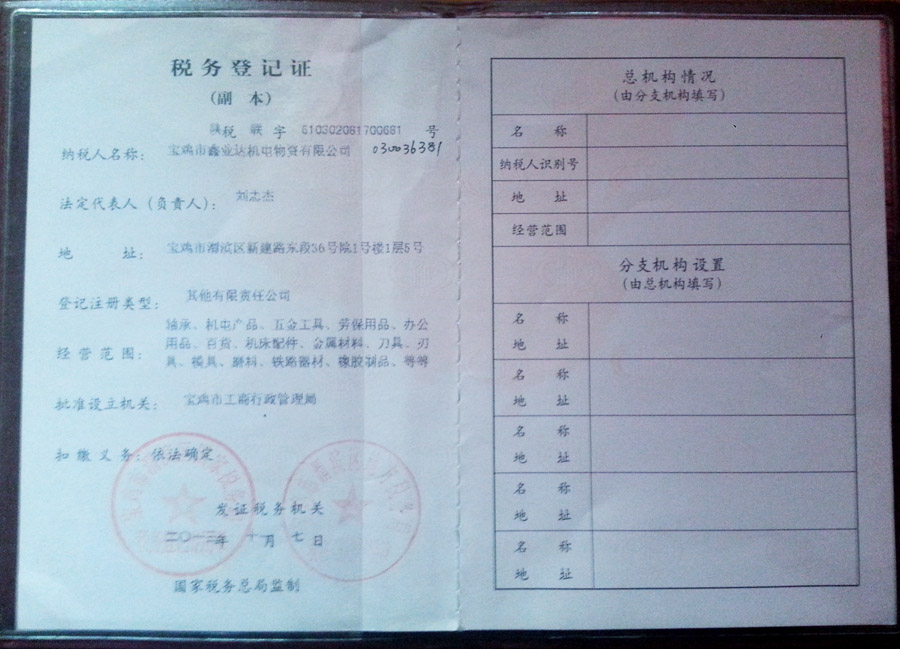 税务登记证
(副 本)
陕税 联 字 610302081700681 号
纳税人名称: 宝鸡市鑫业达机电物资有限公司 030036381
法定代表人(负责人): 刘志杰
地 址: 宝鸡市渭滨区新建路东段36号院1号楼1层5号
登记注册类型: 其他有限责任公司
轴承、机电产品、五金工具、劳保用品、办公
经营范围: 用品、百货、机床配件、金属材料、刀具、刃
具、模具、磨料、铁路器材、橡胶制品、等等
批准设立机关: 宝鸡市工商行政管理局
扣缴义务: 依法确定
发证税务机关
二〇一三年 十月 七日
国家税务总局监制
总机构情况
(由分支机构填写)
名 称
纳税人识别号
地 址
经营范围
分支机构设置
(由总机构填写)
名 称
地 址
名 称
地 址
名 称
地 址
名 称
地 址
名 称
地 址